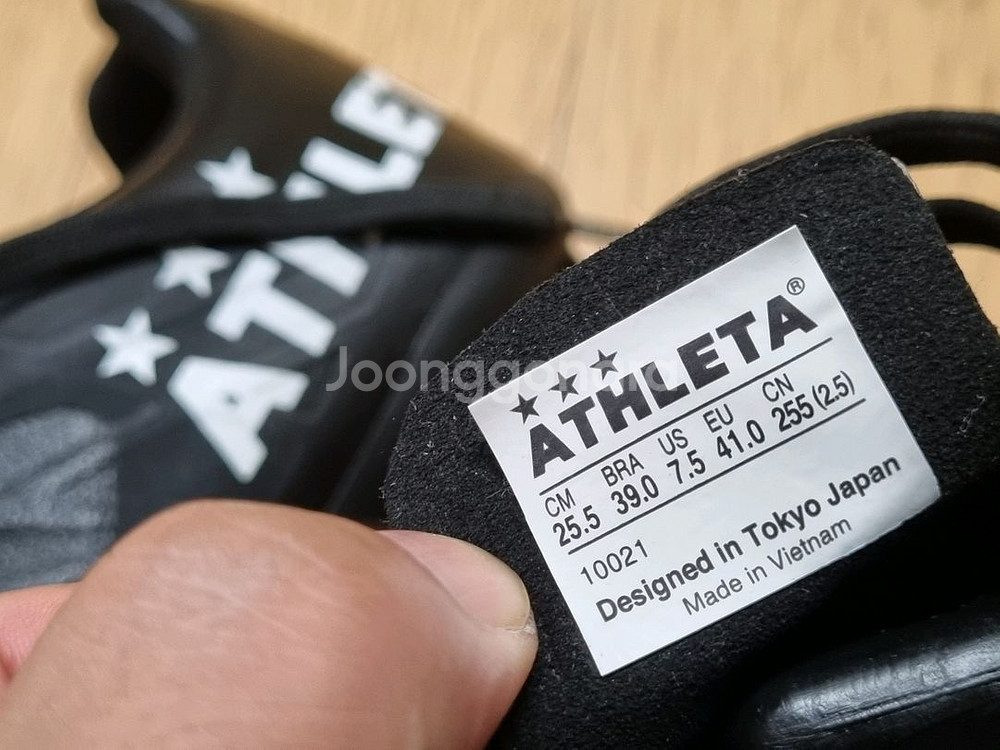 ATHLETA
Joonggonara
ATHLETA®
CM BRA US EU CN
25.5 39.0 7.5 41.0 255(2.5)
10021
Designed in Tokyo Japan
Made in Vietnam